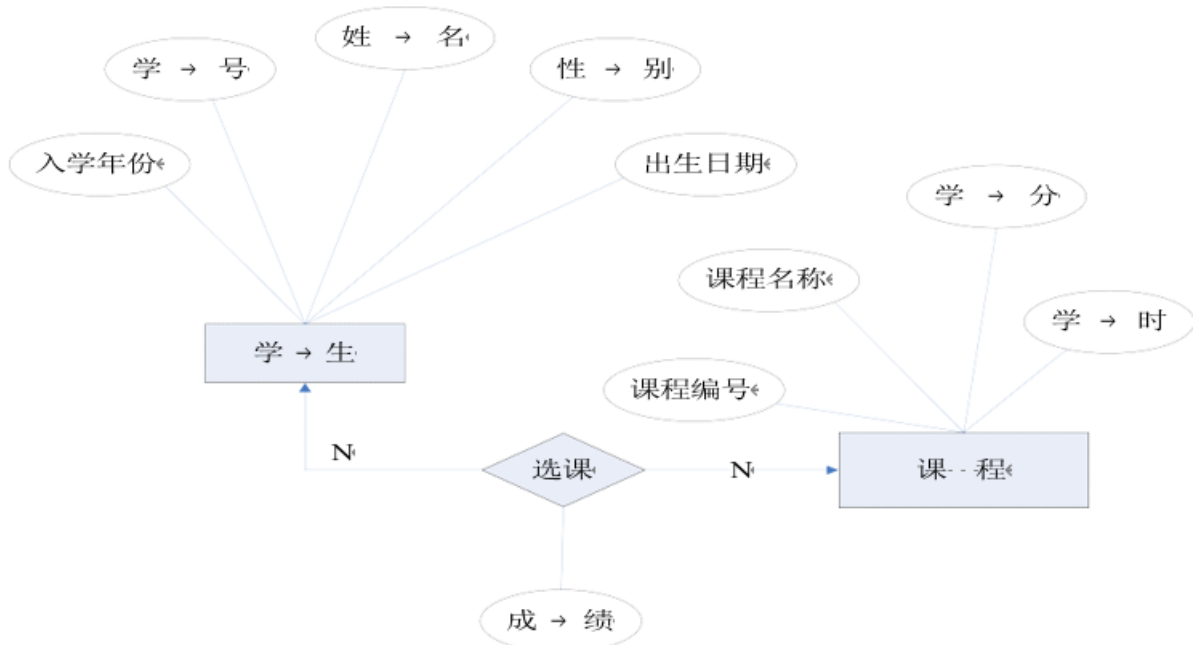 姓 → 名
学 → 号
性 → 别
入学年份
出生日期
学 → 分
课程名称
学 → 时
学 → 生
课程编号
N
选课
N
课 程
成 → 绩